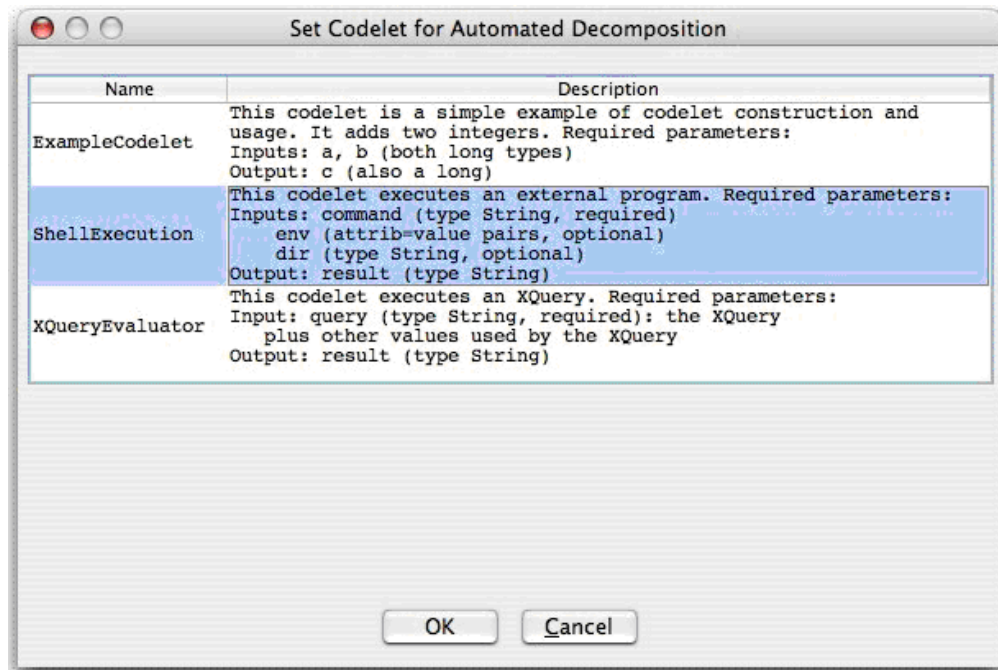 Set Codelet for Automated Decomposition
Name Description
ExampleCodelet
This codelet is a simple example of codelet construction and
usage. It adds two integers. Required parameters:
Inputs: a, b (both long types)
Output: c (also a long)
ShellExecution
This codelet executes an external program. Required parameters:
Inputs: command (type String, required)
env (attrib=value pairs, optional)
dir (type String, optional)
Output: result (type String)
XQueryEvaluator
This codelet executes an XQuery. Required parameters:
Input: query (type String, required): the XQuery
plus other values used by the XQuery
Output: result (type String)
OK Cancel